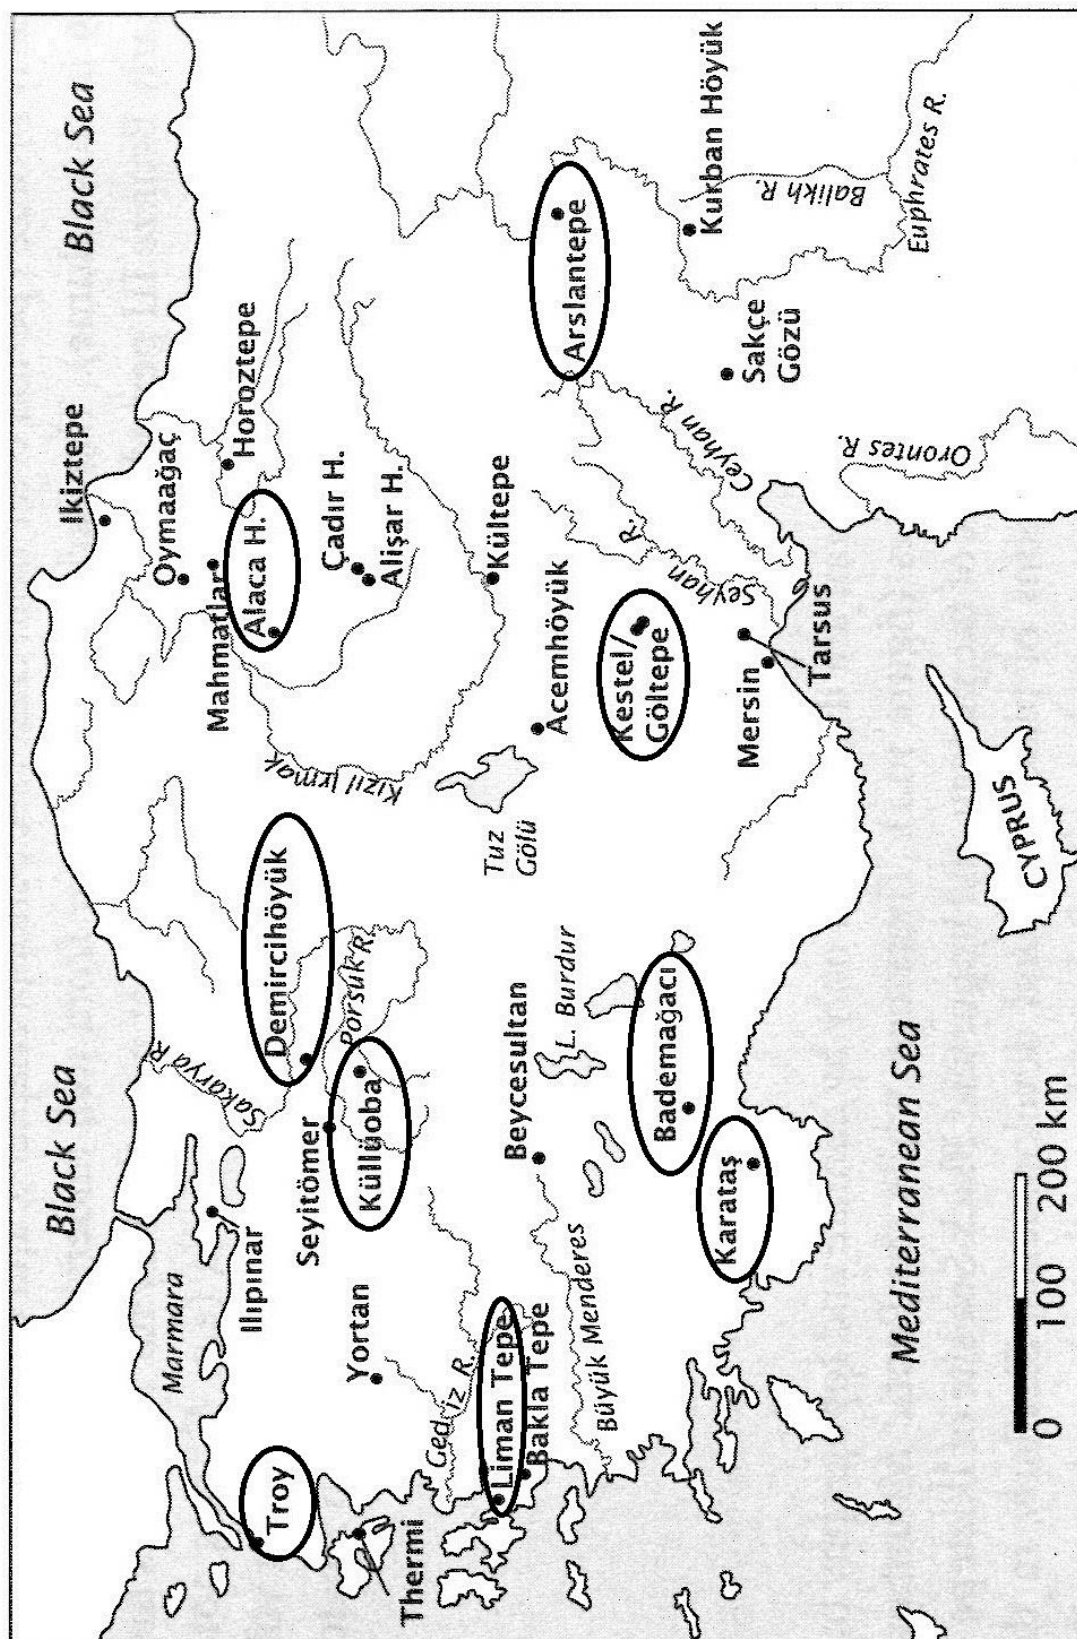 Black Sea
Black Sea
Marmara
Sakarya R.
Ikiztepe
Oymaağaç
Mahmatlar
Horoztepe
Alaca H.
Troy
Ilıpınar
Demircihöyük
Seyitömer
Küllüoba
Porsuk R.
Kızıl Irmak
Çadır H.
Alişar H.
Thermi
Yortan
Gediz R.
Liman Tepe
Bakla Tepe
Büyük Menderes
Beycesultan
L. Burdur
Tuz
Gölü
Kültepe
Acemhöyük
Arslantepe
Kestel/
Göltepe
Bademağacı
Karataş
Seyhan R.
Ceyhan R.
Mersin
Tarsus
Sakçe
Gözü
Kurban Höyük
Balikh R.
Euphrates R.
Orontes
R.
CYPRUS
Mediterranean Sea
0 100 200 km